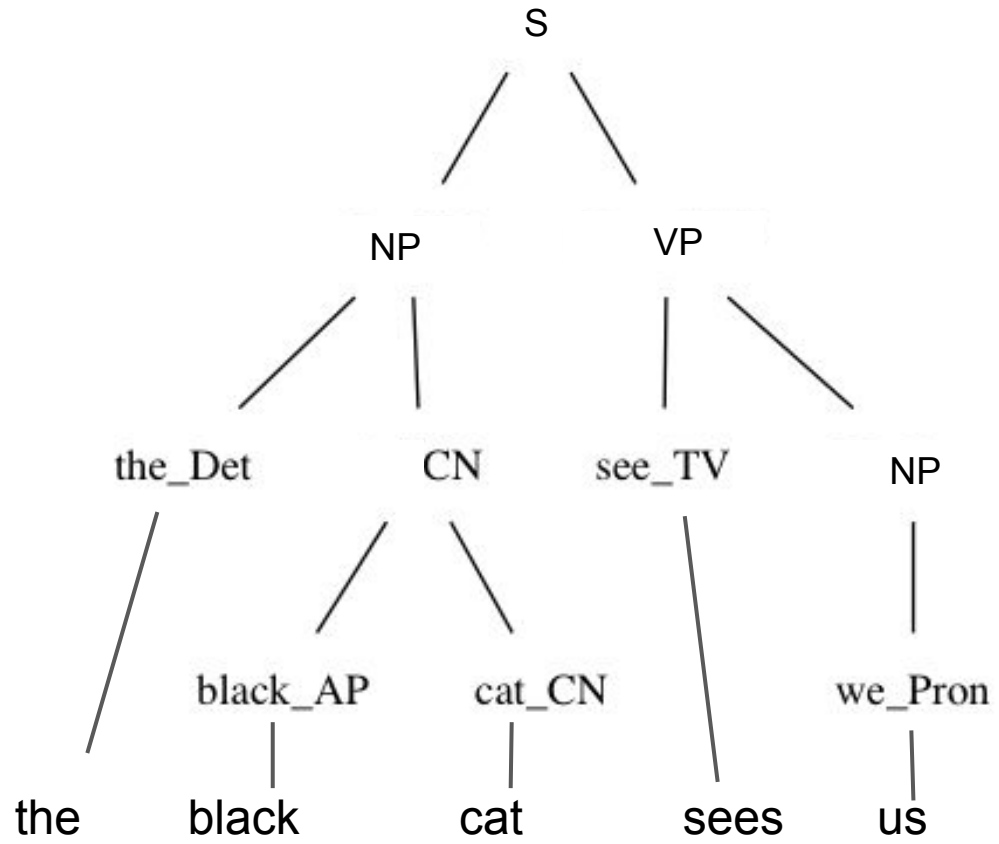 S
NP VP
the_Det CN see_TV NP
black_AP cat_CN we_Pron
the black cat sees us